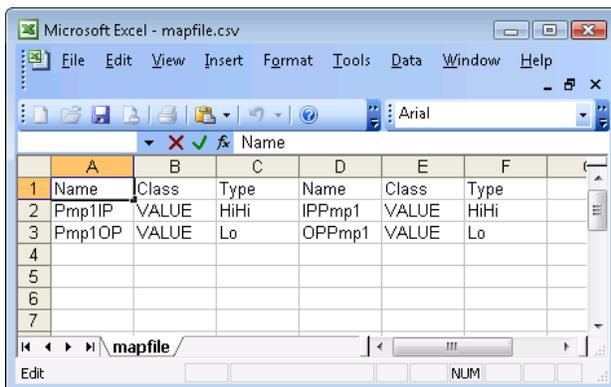 Microsoft Excel - mapfile.csv
File Edit View Insert Format Tools Data Window Help
Arial
Name
A B C D E F
1 Name Class Type Name Class Type
2 Pmp1IP VALUE HiHi IPPmp1 VALUE HiHi
3 Pmp1OP VALUE Lo OPPmp1 VALUE Lo
4
5
6
7
mapfile
Edit NUM